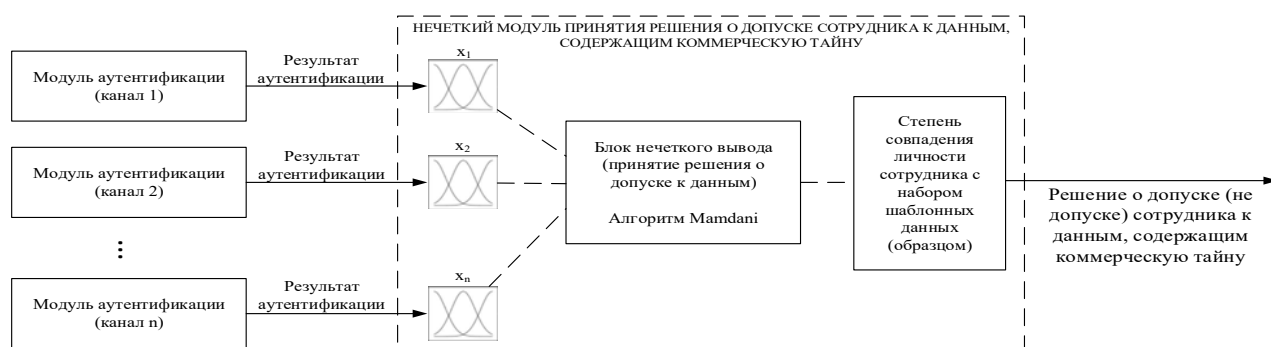 НЕЧЕТКИЙ МОДУЛЬ ПРИНЯТИЯ РЕШЕНИЯ О ДОПУСКЕ СОТРУДНИКА К ДАННЫМ,
СОДЕРЖАЩИМ КОММЕРЧЕСКУЮ ТАЙНУ
Модуль аутентификации
(канал 1)
Результат
аутентификации
x₁
Модуль аутентификации
(канал 2)
Результат
аутентификации
x₂
...
Модуль аутентификации
(канал n)
Результат
аутентификации
xₙ
Блок нечеткого вывода
(принятие решения о
допуске к данным)
Алгоритм Mamdani
Степень
совпадения
личности
сотрудника с
набором
шаблонных
данных
(образцом)
Решение о допуске (не
допуске) сотрудника к
данным, содержащим
коммерческую тайну